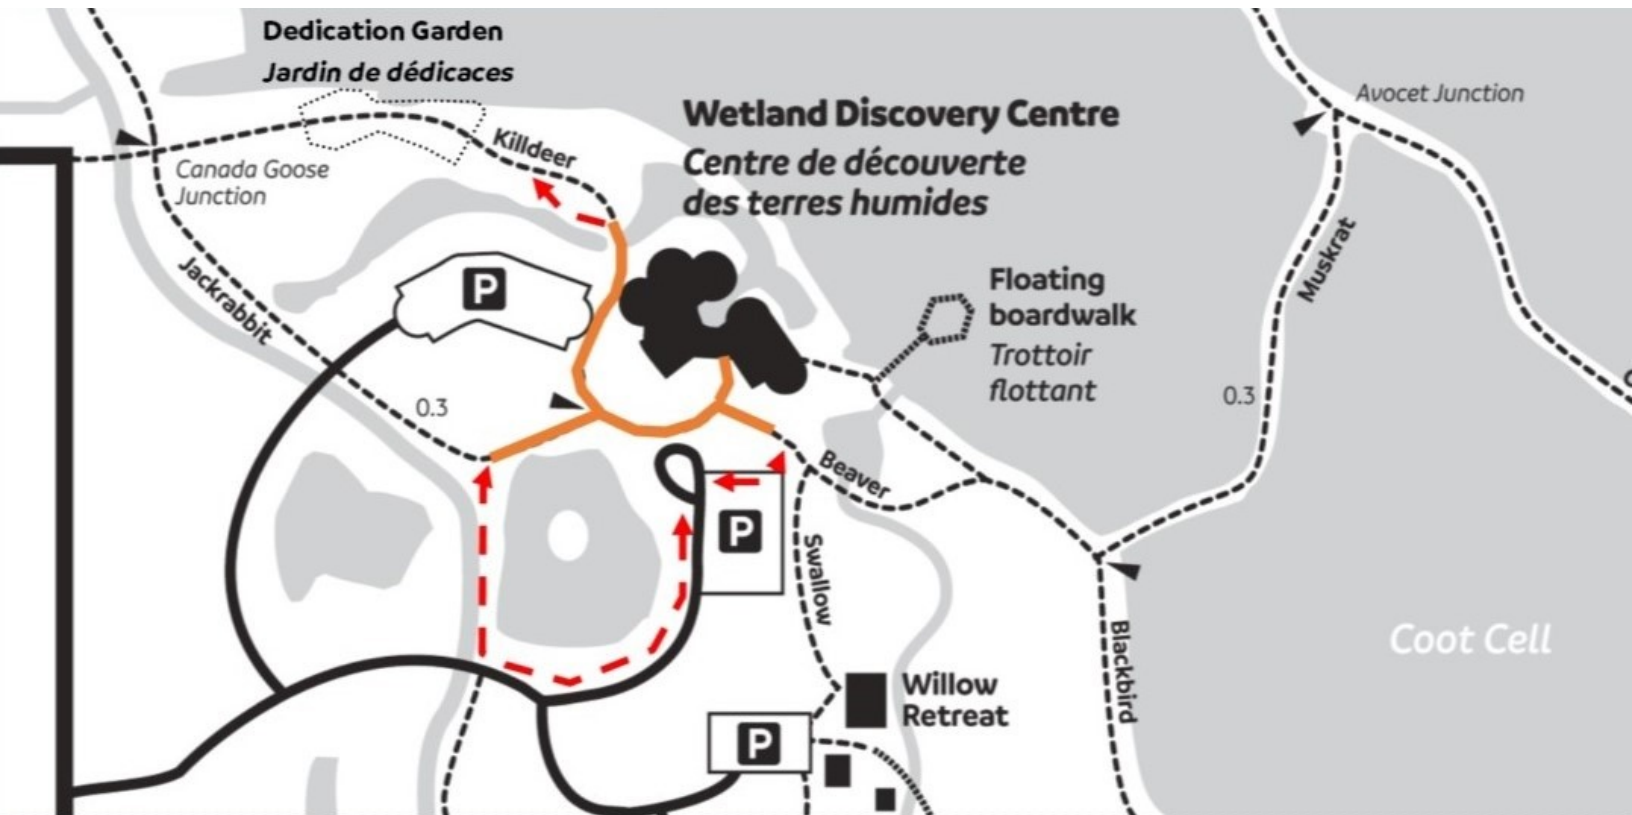 Dedication Garden
Jardin de dédicaces
Killdeer
Wetland Discovery Centre
Centre de découverte
des terres humides
Avocet Junction
Canada Goose
Junction
Jackrabbit
P
Floating
boardwalk
Trottoir
flottant
Muskrat
0.3
0.3
Beaver
P
Swallow
Coot Cell
Blackbird
Willow
Retreat
P